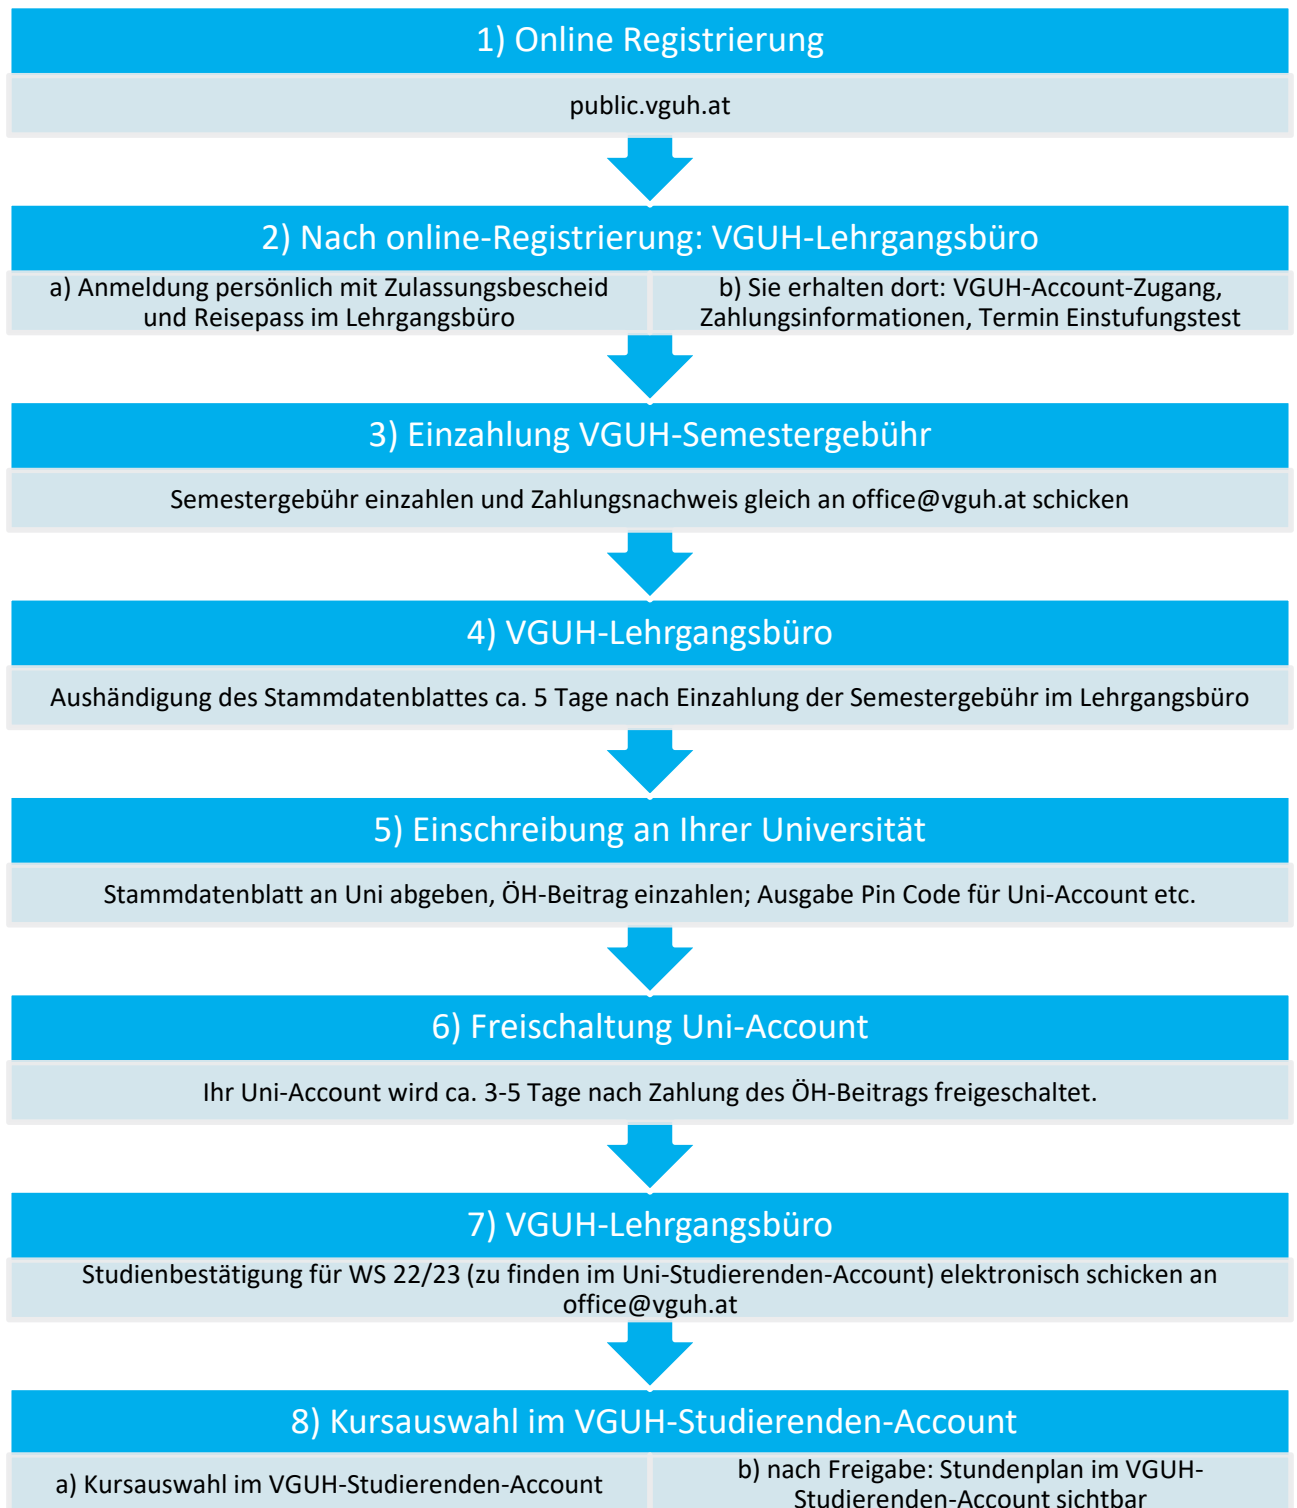 1) Online Registrierung
public.vguh.at
2) Nach online-Registrierung: VGUH-Lehrgangsbüro
a) Anmeldung persönlich mit Zulassungsbescheid
und Reisepass im Lehrgangsbüro
b) Sie erhalten dort: VGUH-Account-Zugang,
Zahlungsinformationen, Termin Einstufungstest
3) Einzahlung VGUH-Semestergebühr
Semestergebühr einzahlen und Zahlungsnachweis gleich an office@vguh.at schicken
4) VGUH-Lehrgangsbüro
Aushändigung des Stammdatenblattes ca. 5 Tage nach Einzahlung der Semestergebühr im Lehrgangsbüro
5) Einschreibung an Ihrer Universität
Stammdatenblatt an Uni abgeben, ÖH-Beitrag einzahlen; Ausgabe Pin Code für Uni-Account etc.
6) Freischaltung Uni-Account
Ihr Uni-Account wird ca. 3-5 Tage nach Zahlung des ÖH-Beitrags freigeschaltet.
7) VGUH-Lehrgangsbüro
Studienbestätigung für WS 22/23 (zu finden im Uni-Studierenden-Account) elektronisch schicken an
office@vguh.at
8) Kursauswahl im VGUH-Studierenden-Account
a) Kursauswahl im VGUH-Studierenden-Account
b) nach Freigabe: Stundenplan im VGUH-
Studierenden-Account sichtbar